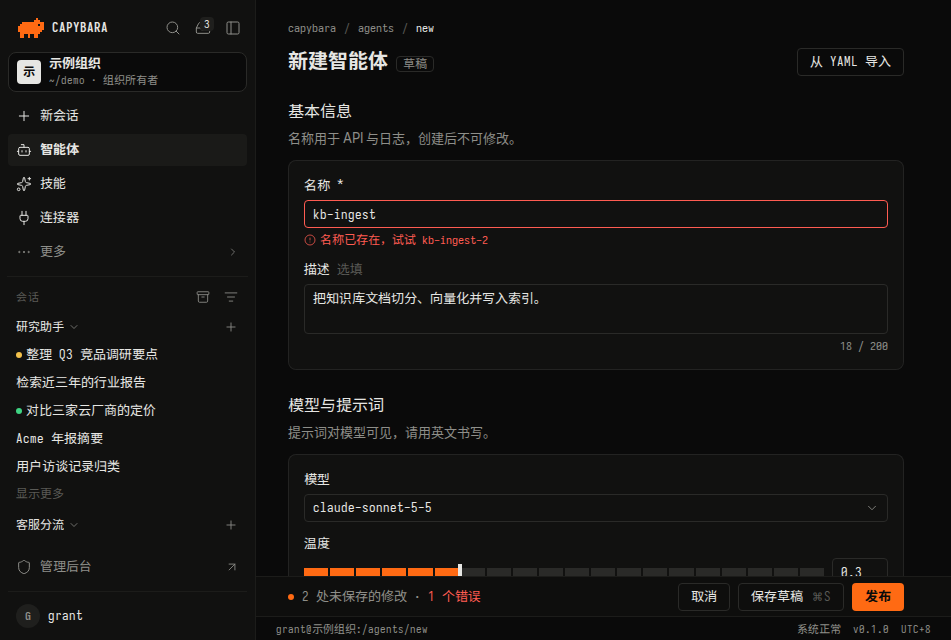 CAPYBARA
3
示
示例组织
~/demo · 组织所有者
新会话
智能体
技能
连接器
更多
会话
研究助手
整理 Q3 竞品调研要点
检索近三年的行业报告
对比三家云厂商的定价
Acme 年报摘要
用户访谈记录归类
显示更多
客服分流
管理后台
G grant
capybara / agents / new
新建智能体 草稿
从 YAML 导入
基本信息
名称用于 API 与日志，创建后不可修改。
名称 *
kb-ingest
名称已存在，试试 kb-ingest-2
描述 选填
把知识库文档切分、向量化并写入索引。
18 / 200
模型与提示词
提示词对模型可见，请用英文书写。
模型
claude-sonnet-5-5
温度
0.3
2 处未保存的修改 · 1 个错误
取消
保存草稿 ⌘S
发布
grant@示例组织:/agents/new
系统正常 v0.1.0 UTC+8